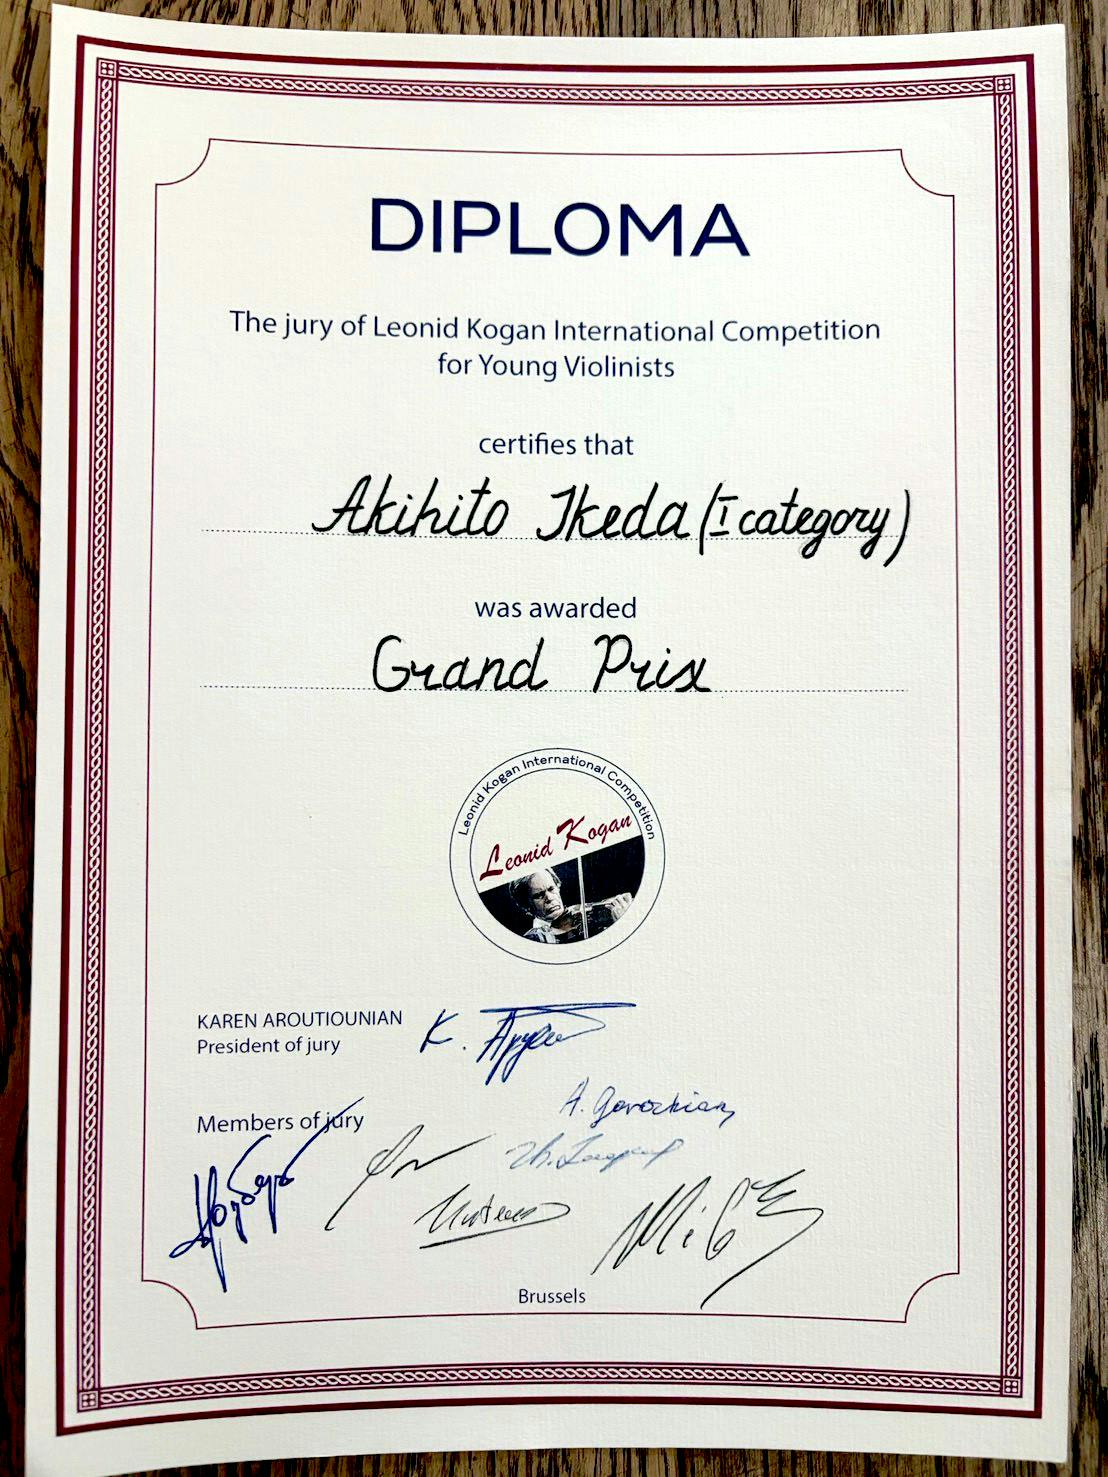 DIPLOMA
The jury of Leonid Kogan International Competition
for Young Violinists
certifies that
Akihito Ikeda (I category)
was awarded
Grand Prix
Leonid Kogan International Competition
Leonid Kogan
KAREN AROUTIOUNIAN
President of jury
Members of jury
Brussels